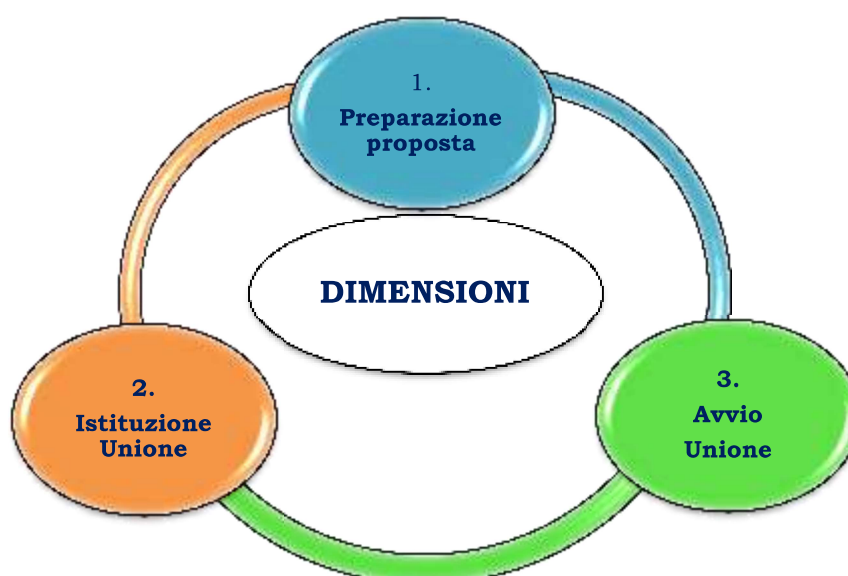 1.
Preparazione
proposta
DIMENSIONI
2.
Istituzione
Unione
3.
Avvio
Unione